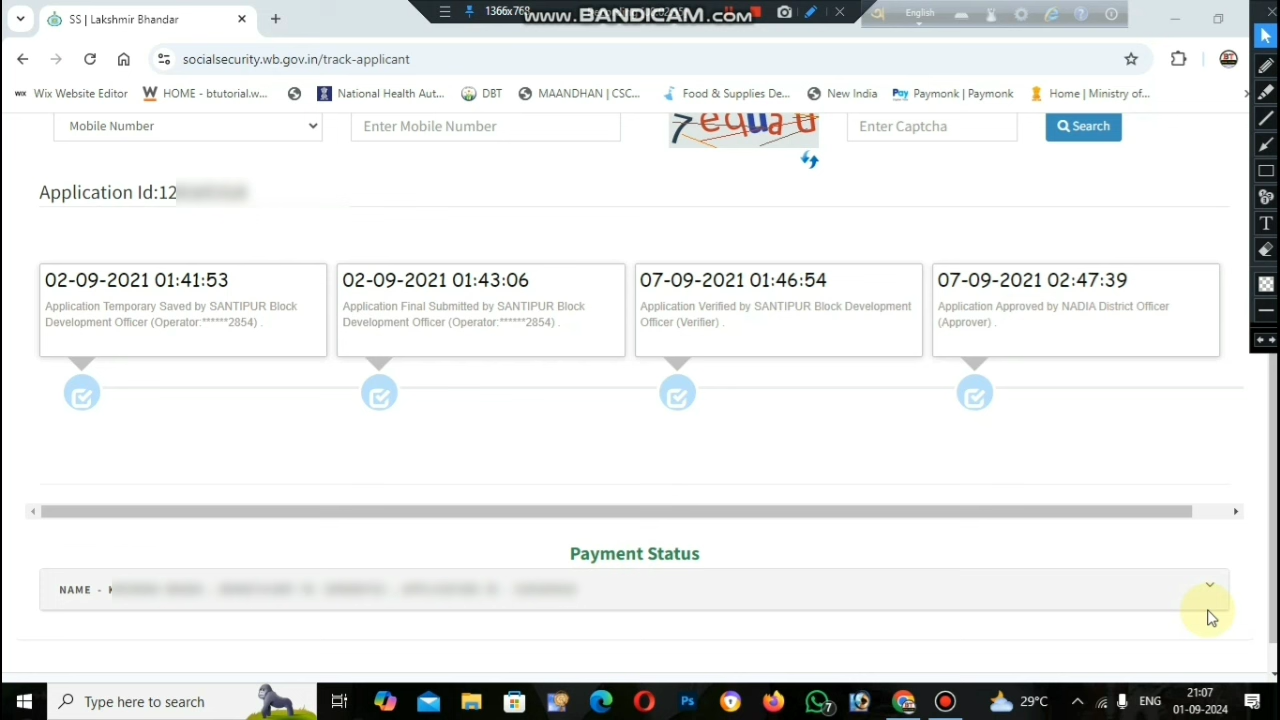 SS | Lakshmir Bhandar
1366x768
www.BANDICAM.com
English
socialsecurity.wb.gov.in/track-applicant
WIX Wix Website Editor
HOME - btutorial.w...
National Health Aut...
DBT
MAANDHAN | CSC...
Food & Supplies De...
New India
Pay Paymonk | Paymonk
Home | Ministry of...
Mobile Number
Enter Mobile Number
Enter Captcha
Search
Application Id:12
02-09-2021 01:41:53
Application Temporary Saved by SANTIPUR Block
Development Officer (Operator:******2854) .
02-09-2021 01:43:06
Application Final Submitted by SANTIPUR Block
Development Officer (Operator:******2854) .
07-09-2021 01:46:54
Application Verified by SANTIPUR Block Development
Officer (Verifier) .
07-09-2021 02:47:39
Application Approved by NADIA District Officer
(Approver) .
Payment Status
NAME -
Type here to search
Ps
7
29°C
ENG
21:07
01-09-2024